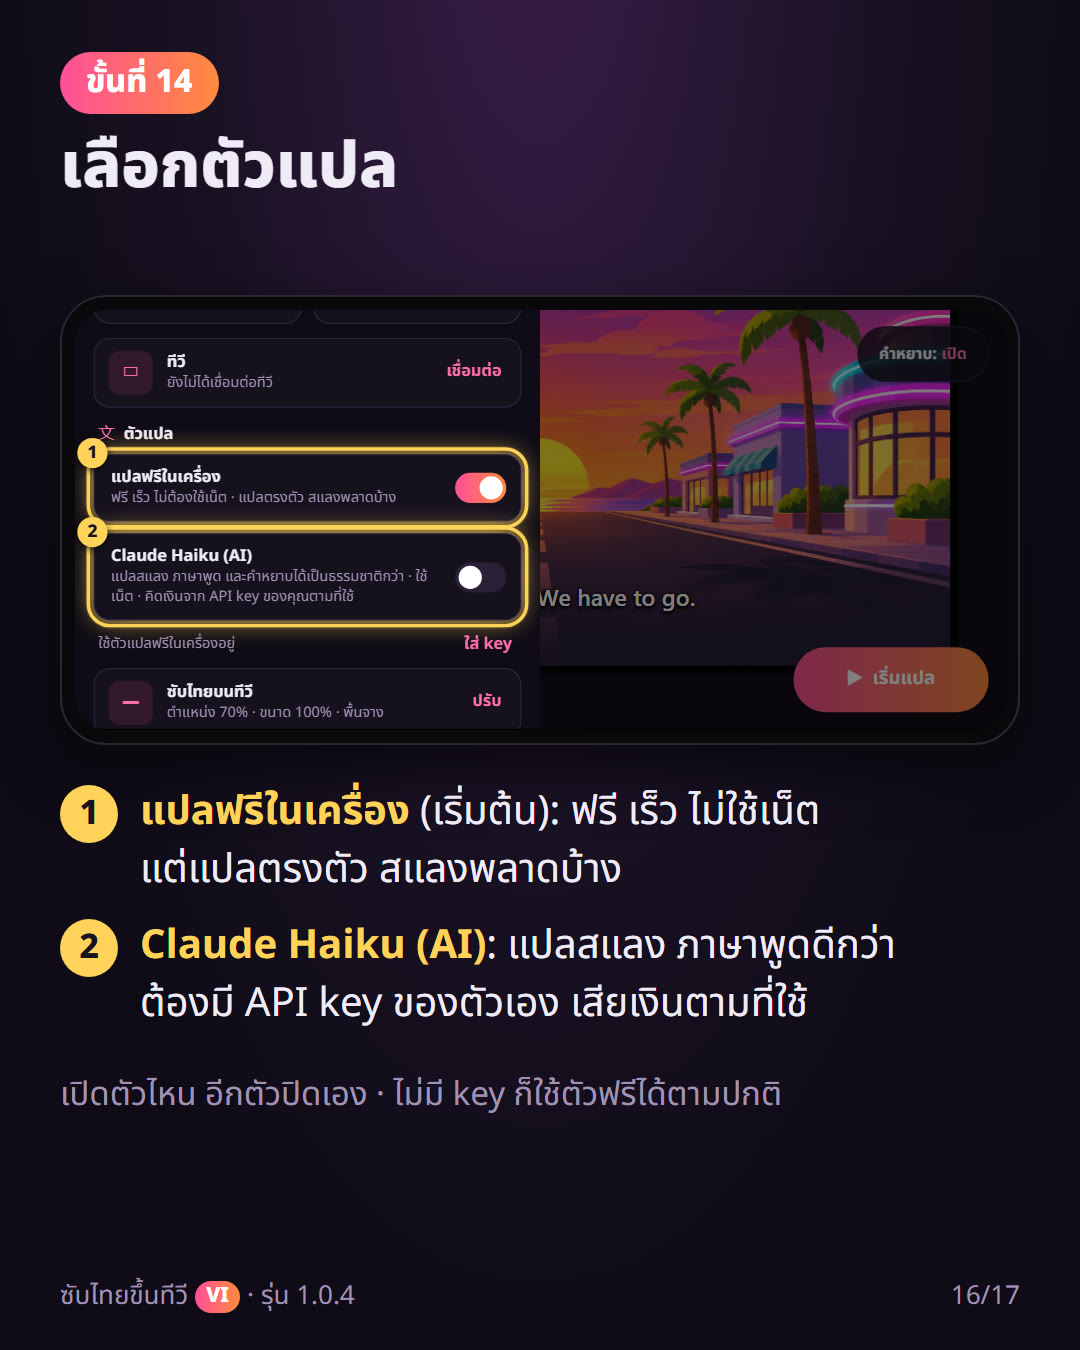 ขั้นที่ 14
เลือกตัวแปล
คำหยาบ: เปิด
ทีวี
ยังไม่ได้เชื่อมต่อทีวี
เชื่อมต่อ
文 ตัวแปล
1
แปลฟรีในเครื่อง
ฟรี เร็ว ไม่ต้องใช้เน็ต · แปลตรงตัว สแลงพลาดบ้าง
2
Claude Haiku (AI)
แปลสแลง ภาษาพูด และคำหยาบได้เป็นธรรมชาติกว่า · ใช้
เน็ต · คิดเงินจาก API key ของคุณตามที่ใช้
We have to go.
ใช้ตัวแปลฟรีในเครื่องอยู่
ใส่ key
ซับไทยบนทีวี
ตำแหน่ง 70% · ขนาด 100% · พื้นจาง
ปรับ
▶ เริ่มแปล
1 แปลฟรีในเครื่อง (เริ่มต้น): ฟรี เร็ว ไม่ใช้เน็ต
แต่แปลตรงตัว สแลงพลาดบ้าง
2 Claude Haiku (AI): แปลสแลง ภาษาพูดดีกว่า
ต้องมี API key ของตัวเอง เสียเงินตามที่ใช้
เปิดตัวไหน อีกตัวปิดเอง · ไม่มี key ก็ใช้ตัวฟรีได้ตามปกติ
ซับไทยขึ้นทีวี VI · รุ่น 1.0.4
16/17